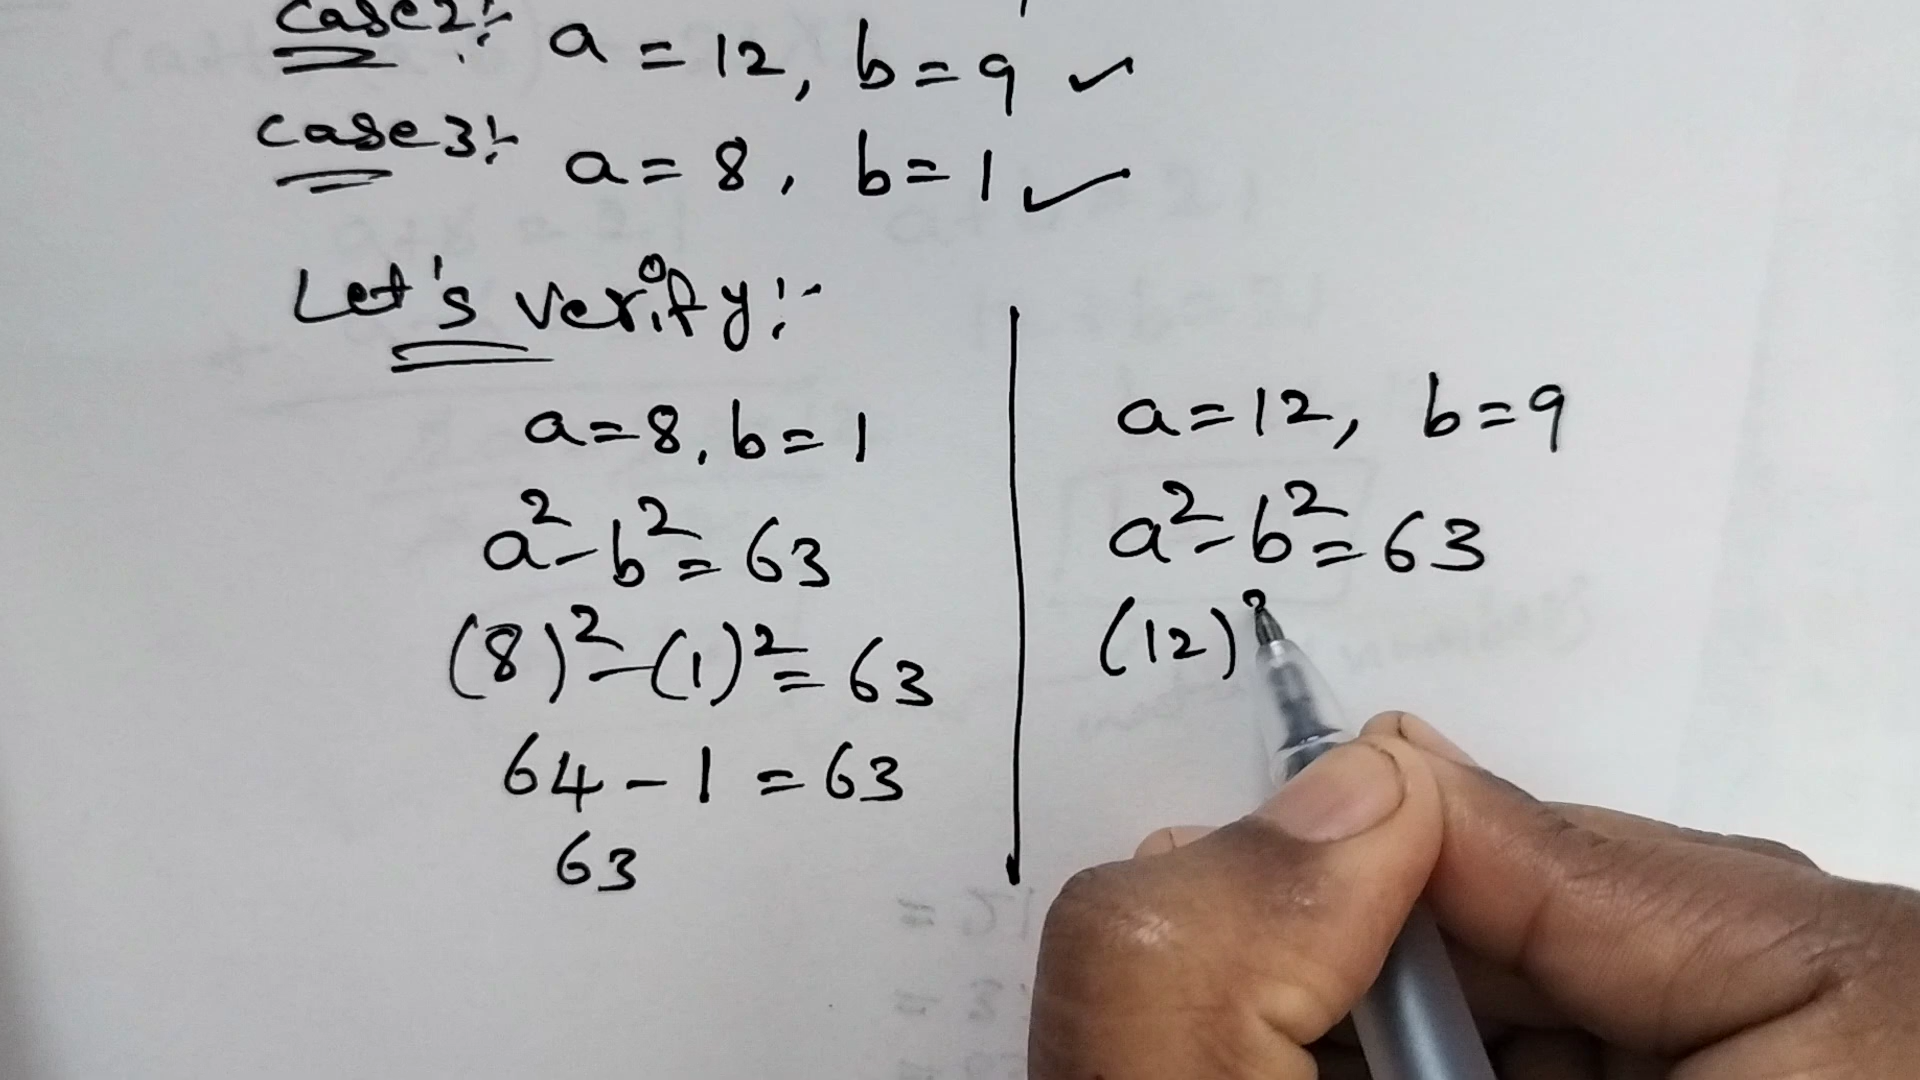 Case2:- a = 12, b = 9 ✓
Case3:- a = 8, b = 1 ✓
Let's verify:-
a = 8, b = 1
a² - b² = 63
(8)² - (1)² = 63
64 - 1 = 63
63
a = 12, b = 9
a² - b² = 63
(12)²